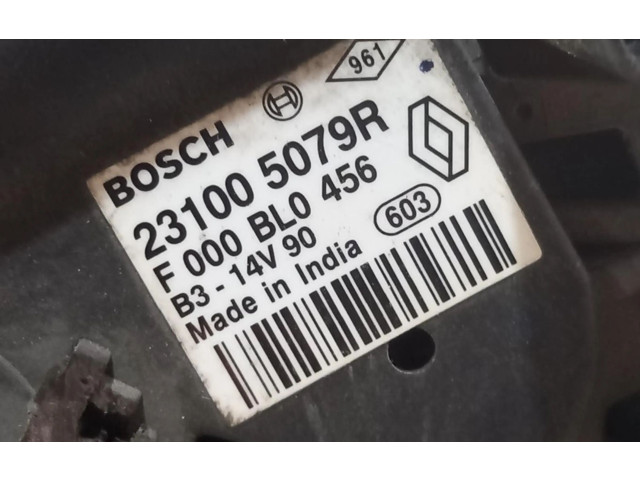 961
BOSCH
23100 5079R
F 000 BL0 456
B3 - 14V 90
603
Made in India